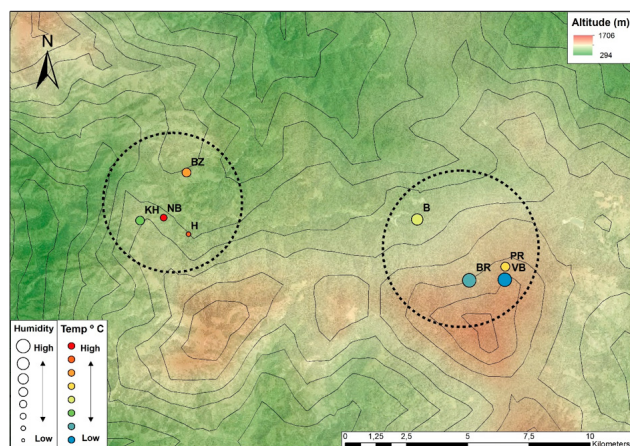 Altitude (m)
1706
294
N
BZ
KH
NB
H
B
PR
BR
VB
Humidity
High
Low
Temp º C
High
Low
0
1,25
2,5
5
7,5
10
Kilometers